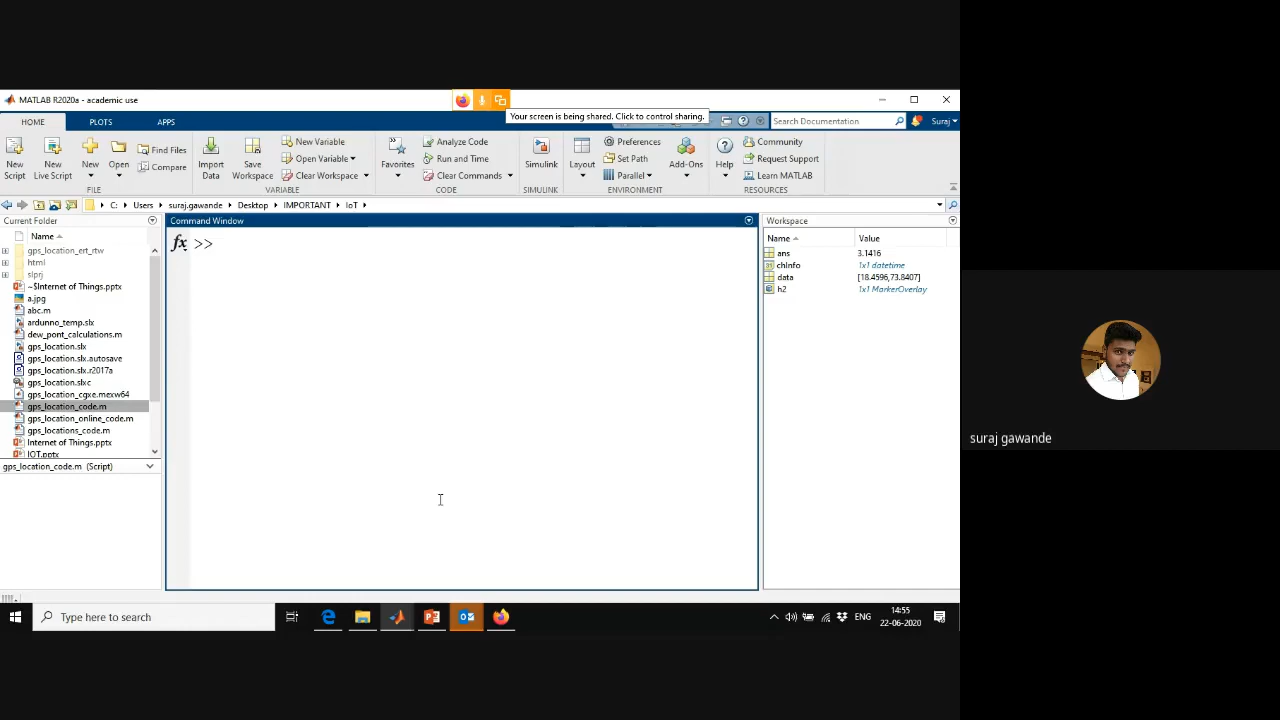 MATLAB R2020a - academic use
Your screen is being shared. Click to control sharing.
HOME PLOTS APPS
Search Documentation
Suraj
New Script
New Live Script
New
Open
Find Files
Compare
FILE
Import Data
Save Workspace
New Variable
Open Variable
Clear Workspace
VARIABLE
Favorites
Analyze Code
Run and Time
Clear Commands
CODE
Simulink
SIMULINK
Layout
Preferences
Set Path
Parallel
Add-Ons
ENVIRONMENT
Help
Community
Request Support
Learn MATLAB
RESOURCES
C: Users suraj.gawande Desktop IMPORTANT IoT
Current Folder
Name
gps_location_ert_rtw
html
slprj
~$Internet of Things.pptx
a.jpg
abc.m
ardunno_temp.slx
dew_pont_calculations.m
gps_location.slx
gps_location.slx.autosave
gps_location.slx.r2017a
gps_location.slxc
gps_location_cgxe.mexw64
gps_location_code.m
gps_location_online_code.m
gps_locations_code.m
Internet of Things.pptx
IOT.pptx
gps_location_code.m (Script)
Command Window
fx >>
Workspace
Name Value
ans 3.1416
chInfo 1x1 datetime
data [18.4596,73.8407]
h2 1x1 MarkerOverlay
suraj gawande
Type here to search
ENG
14:55
22-06-2020